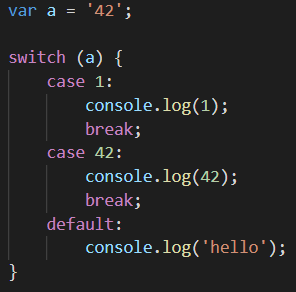 var a = '42';

switch (a) {
    case 1:
        console.log(1);
        break;
    case 42:
        console.log(42);
        break;
    default:
        console.log('hello');
}